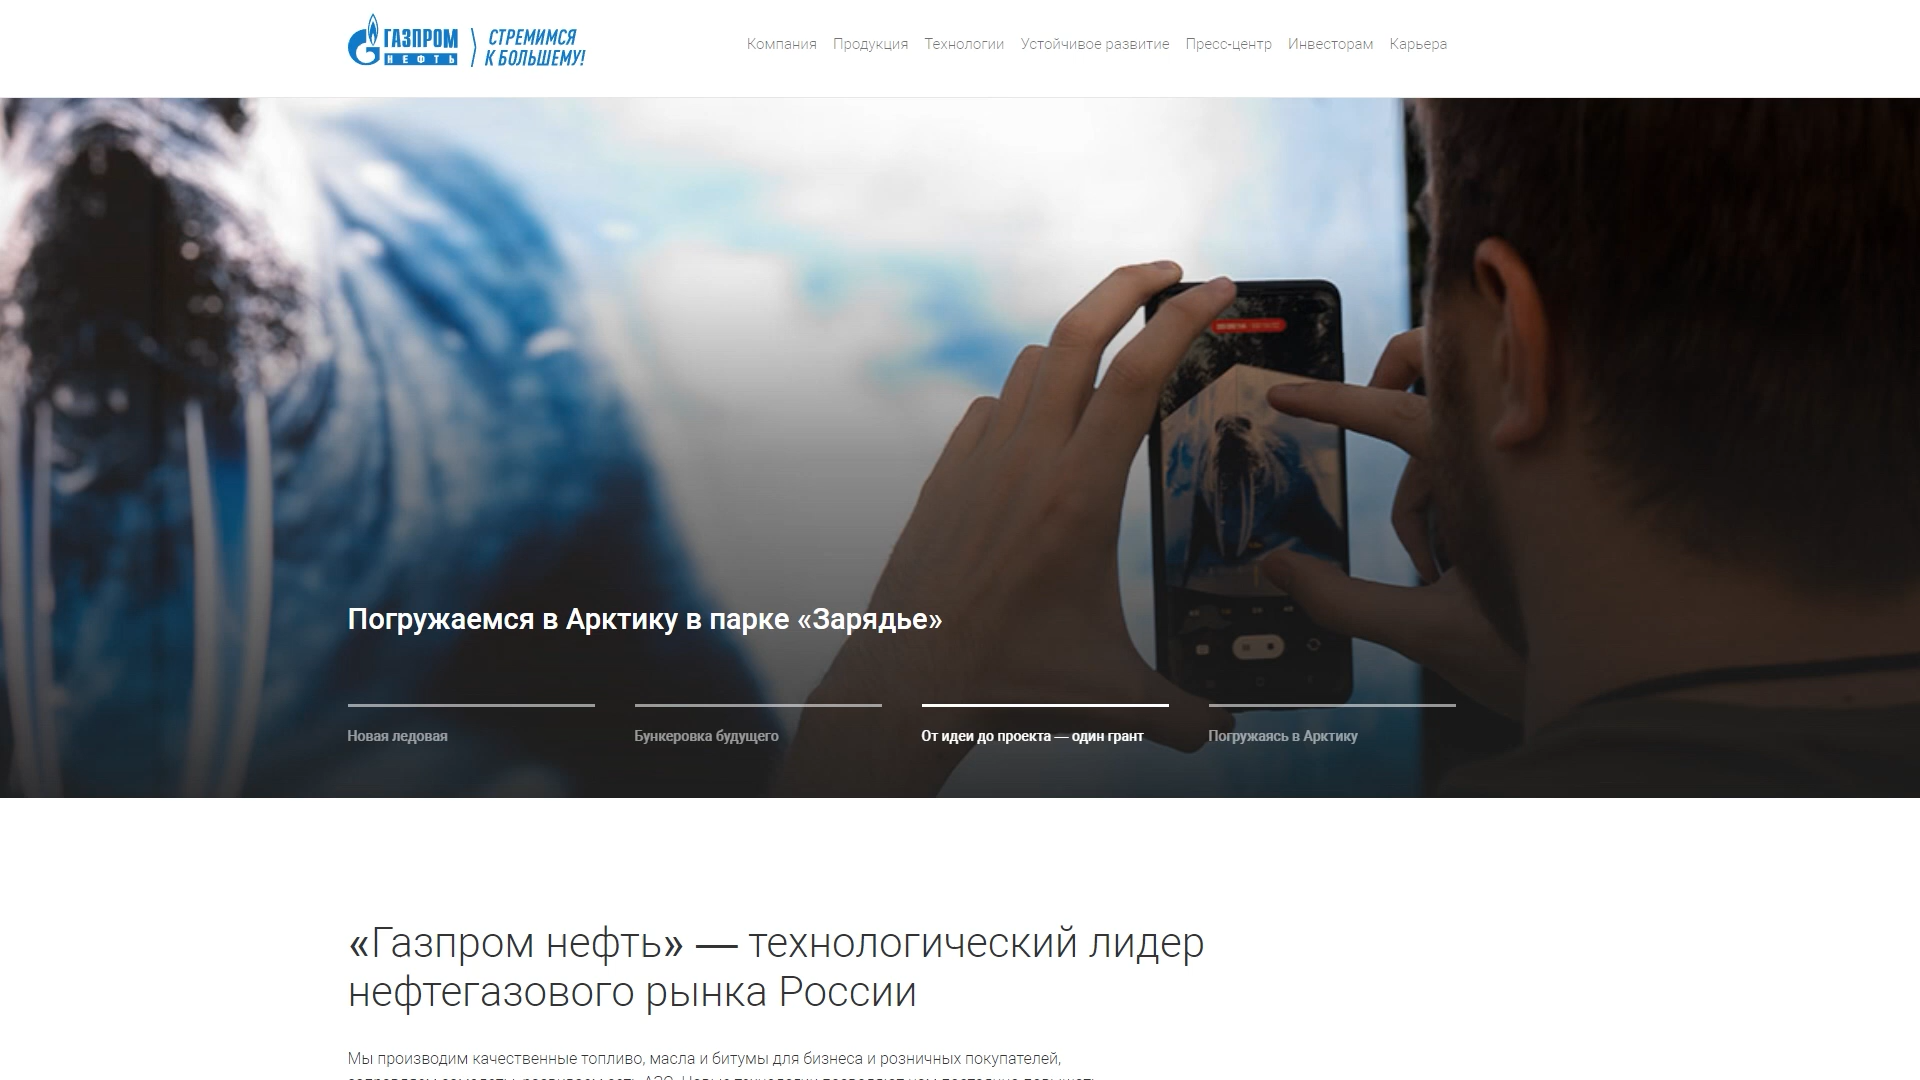 ГАЗПРОМ
НЕФТЬ
СТРЕМИМСЯ
К БОЛЬШЕМУ!
Компания Продукция Технологии Устойчивое развитие Пресс-центр Инвесторам Карьера
Погружаемся в Арктику в парке «Зарядье»
Новая ледовая
Бункеровка будущего
От идеи до проекта — один грант
Погружаясь в Арктику
«Газпром нефть» — технологический лидер
нефтегазового рынка России
Мы производим качественные топливо, масла и битумы для бизнеса и розничных покупателей,